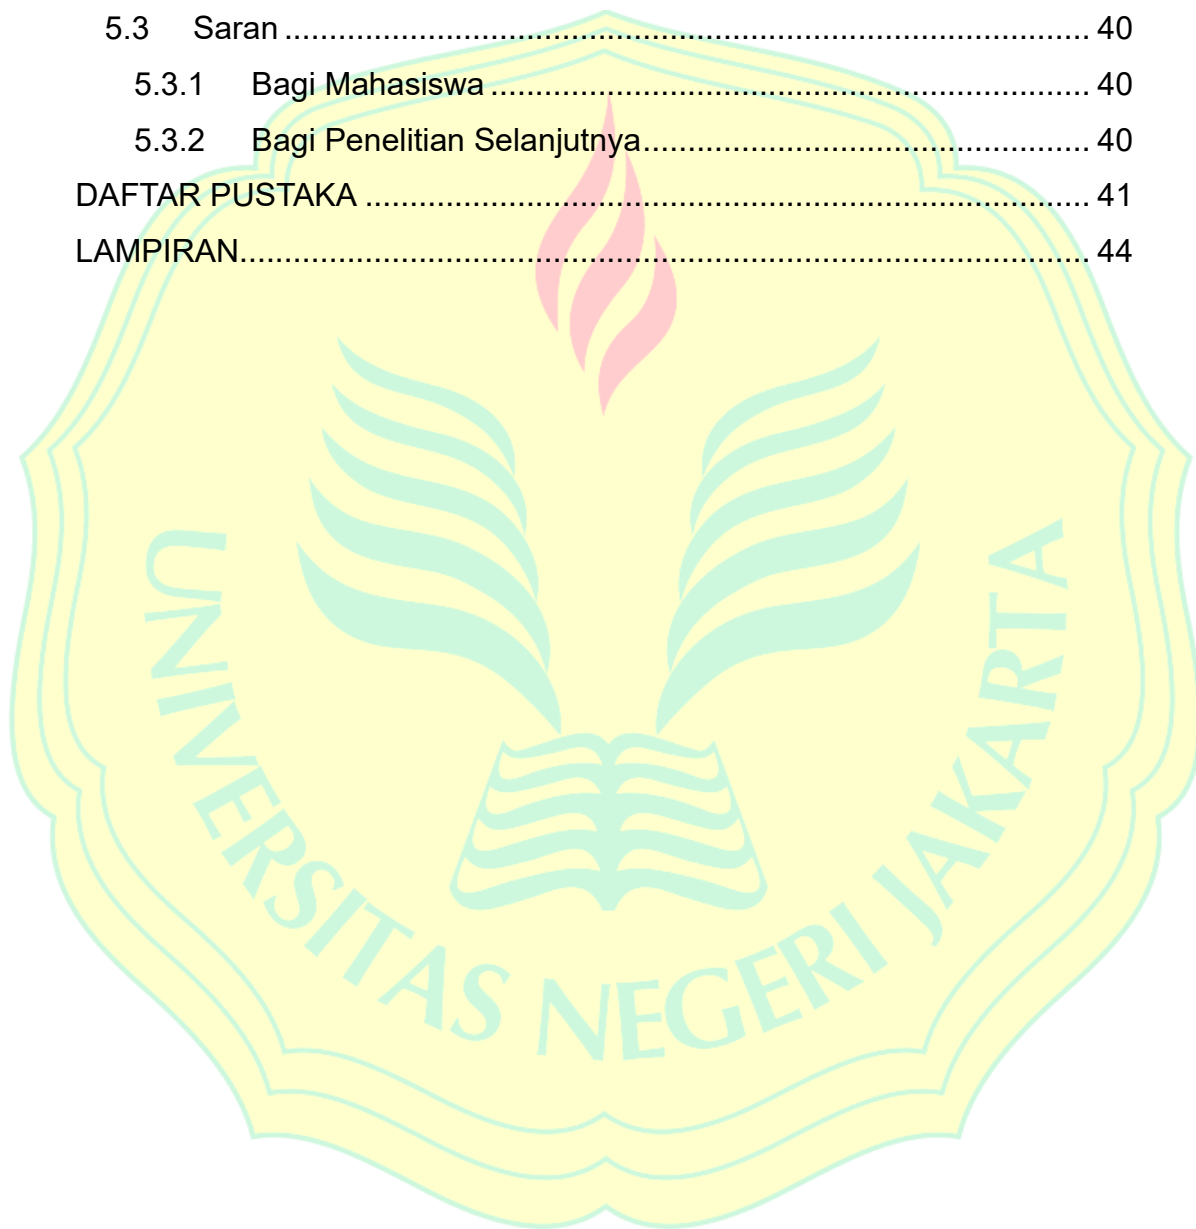 5.3 Saran ........................................................................................... 40
5.3.1 Bagi Mahasiswa .................................................................... 40
5.3.2 Bagi Penelitian Selanjutnya................................................... 40
DAFTAR PUSTAKA .................................................................................. 41
LAMPIRAN................................................................................................ 44
UNIVERSITAS NEGERI JAKARTA